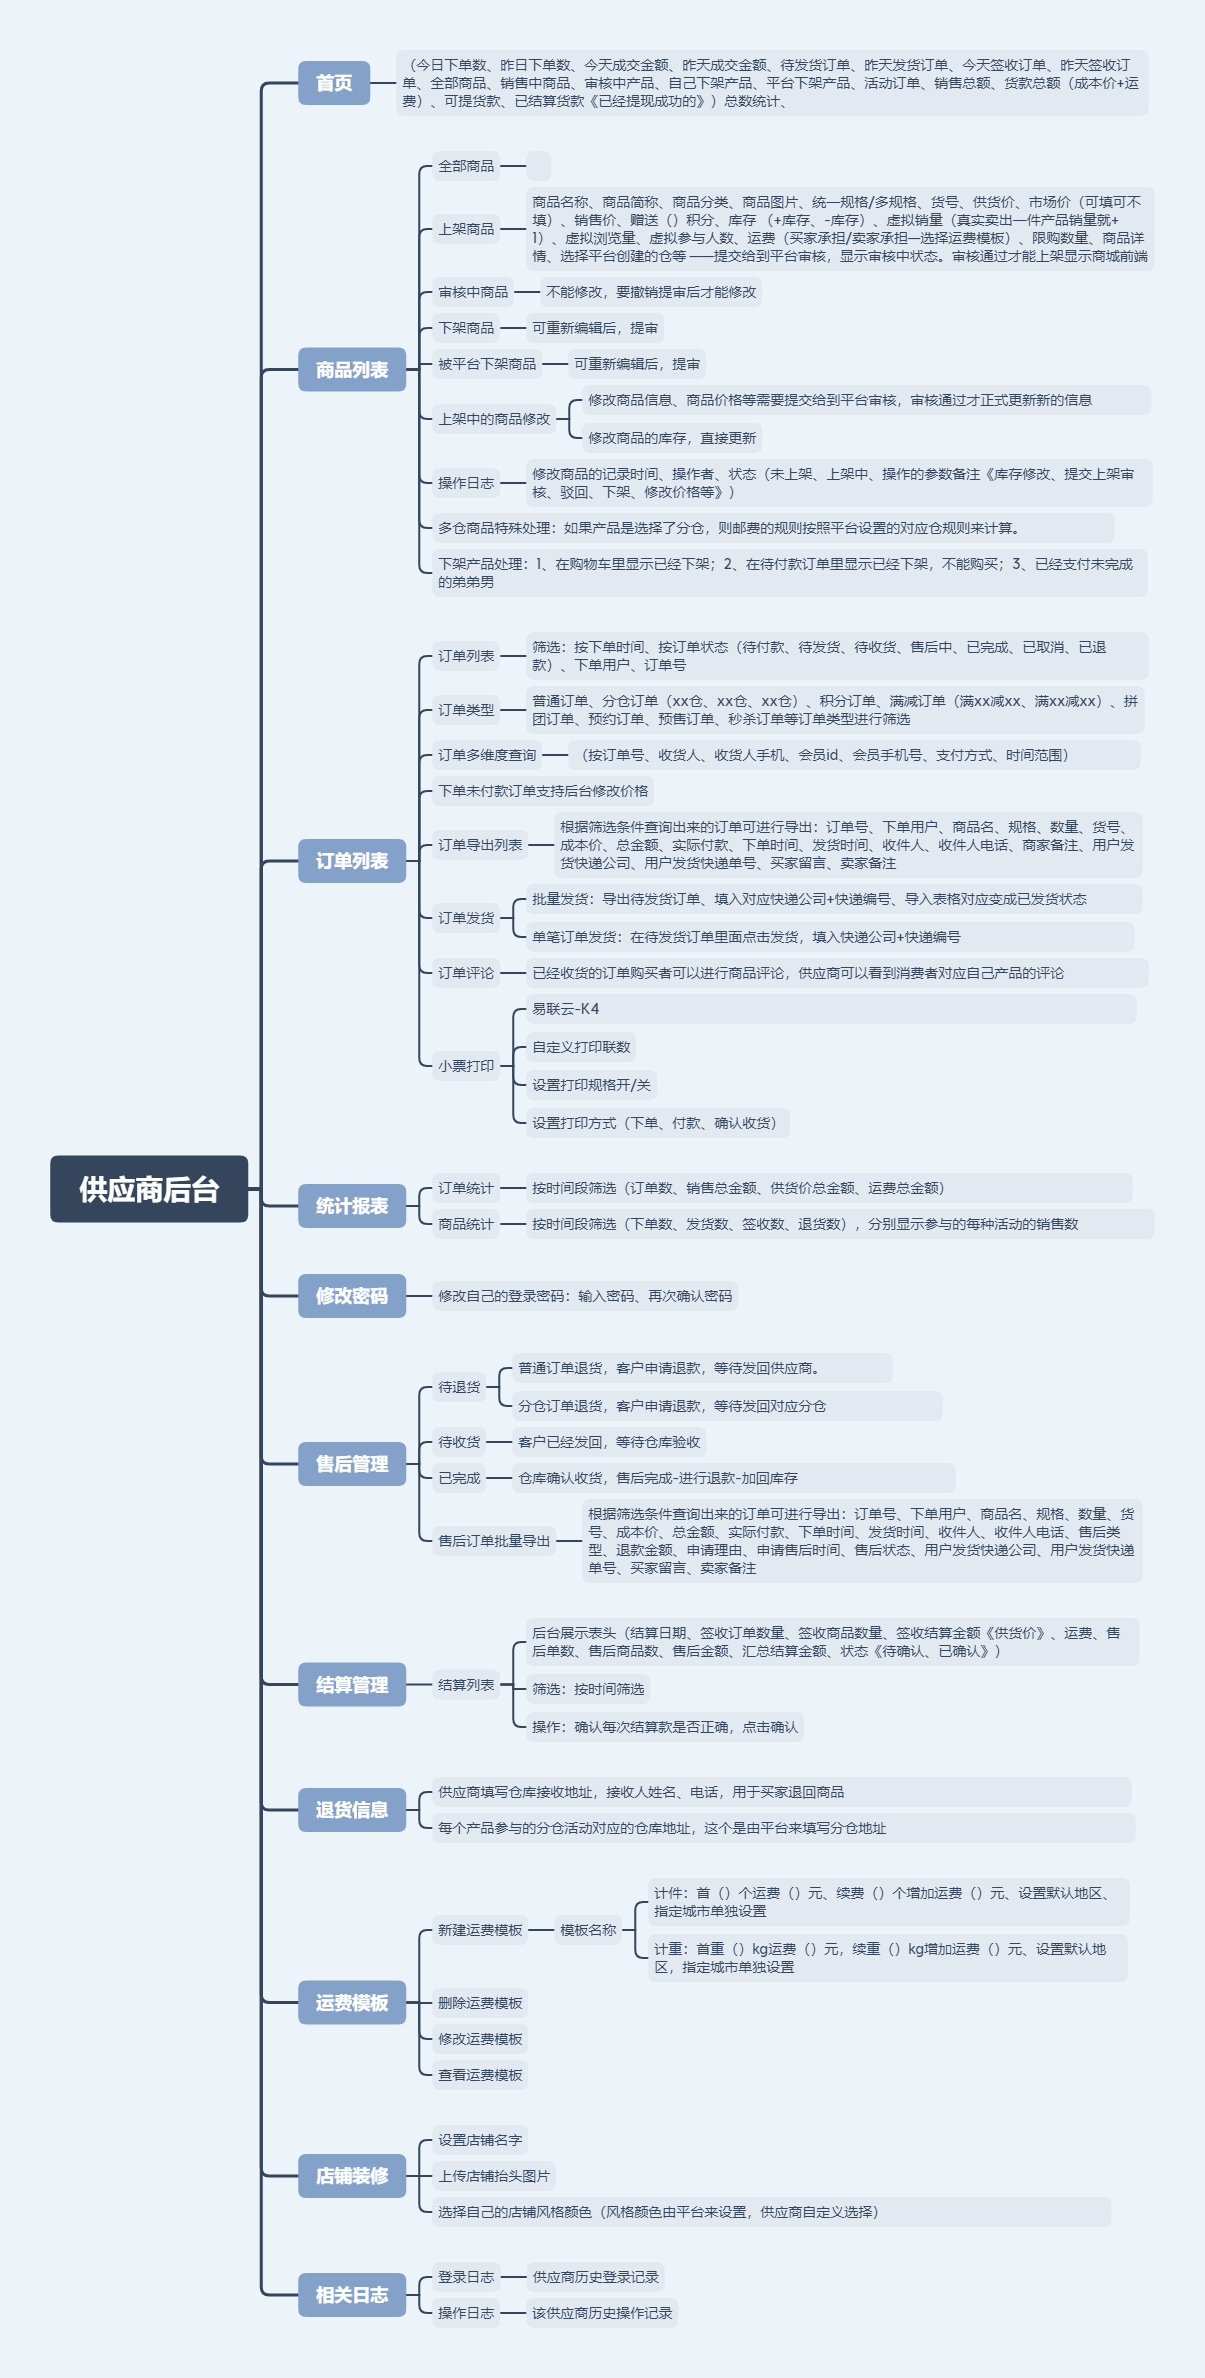 供应商后台
首页
（今日下单数、昨日下单数、今天成交金额、昨天成交金额、待发货订单、昨天发货订单、今天签收订单、昨天签收订
单、全部商品、销售中商品、审核中产品、自己下架产品、平台下架产品、活动订单、销售总额、货款总额（成本价+运
费）、可提货款、已结算货款《已经提现成功的》）总数统计、
商品列表
全部商品
上架商品
商品名称、商品简称、商品分类、商品图片、统一规格/多规格、货号、供货价、市场价（可填可不
填）、销售价、赠送（）积分、库存 （+库存、-库存）、虚拟销量（真实卖出一件产品销量就+
1）、虚拟浏览量、虚拟参与人数、运费（买家承担/卖家承担—选择运费模板）、限购数量、商品详
情、选择平台创建的仓等 ——提交给到平台审核，显示审核中状态。审核通过才能上架显示商城前端
审核中商品
不能修改，要撤销提审后才能修改
下架商品
可重新编辑后，提审
被平台下架商品
可重新编辑后，提审
上架中的商品修改
修改商品信息、商品价格等需要提交给到平台审核，审核通过才正式更新新的信息
修改商品的库存，直接更新
操作日志
修改商品的记录时间、操作者、状态（未上架、上架中、操作的参数备注《库存修改、提交上架审
核、驳回、下架、修改价格等》）
多仓商品特殊处理：如果产品是选择了分仓，则邮费的规则按照平台设置的对应仓规则来计算。
下架产品处理：1、在购物车里显示已经下架；2、在待付款订单里显示已经下架，不能购买；3、已经支付未完成
的弟弟男
订单列表
订单列表
筛选：按下单时间、按订单状态（待付款、待发货、待收货、售后中、已完成、已取消、已退
款）、下单用户、订单号
订单类型
普通订单、分仓订单（xx仓、xx仓、xx仓）、积分订单、满减订单（满xx减xx、满xx减xx）、拼
团订单、预约订单、预售订单、秒杀订单等订单类型进行筛选
订单多维度查询
（按订单号、收货人、收货人手机、会员id、会员手机号、支付方式、时间范围）
下单未付款订单支持后台修改价格
订单导出列表
根据筛选条件查询出来的订单可进行导出：订单号、下单用户、商品名、规格、数量、货号、
成本价、总金额、实际付款、下单时间、发货时间、收件人、收件人电话、商家备注、用户发
货快递公司、用户发货快递单号、买家留言、卖家备注
订单发货
批量发货：导出待发货订单、填入对应快递公司+快递编号、导入表格对应变成已发货状态
单笔订单发货：在待发货订单里面点击发货，填入快递公司+快递编号
订单评论
已经收货的订单购买者可以进行商品评论，供应商可以看到消费者对应自己产品的评论
小票打印
易联云-K4
自定义打印联数
设置打印规格开/关
设置打印方式（下单、付款、确认收货）
统计报表
订单统计
按时间段筛选（订单数、销售总金额、供货价总金额、运费总金额）
商品统计
按时间段筛选（下单数、发货数、签收数、退货数），分别显示参与的每种活动的销售数
修改密码
修改自己的登录密码：输入密码、再次确认密码
售后管理
待退货
普通订单退货，客户申请退款，等待发回供应商。
分仓订单退货，客户申请退款，等待发回对应分仓
待收货
客户已经发回，等待仓库验收
已完成
仓库确认收货，售后完成-进行退款-加回库存
售后订单批量导出
根据筛选条件查询出来的订单可进行导出：订单号、下单用户、商品名、规格、数量、货
号、成本价、总金额、实际付款、下单时间、发货时间、收件人、收件人电话、售后类
型、退款金额、申请理由、申请售后时间、售后状态、用户发货快递公司、用户发货快递
单号、买家留言、卖家备注
结算管理
结算列表
后台展示表头（结算日期、签收订单数量、签收商品数量、签收结算金额《供货价》、运费、售
后单数、售后商品数、售后金额、汇总结算金额、状态《待确认、已确认》）
筛选：按时间筛选
操作：确认每次结算款是否正确，点击确认
退货信息
供应商填写仓库接收地址，接收人姓名、电话，用于买家退回商品
每个产品参与的分仓活动对应的仓库地址，这个是由平台来填写分仓地址
运费模板
新建运费模板
模板名称
计件：首（）个运费（）元、续费（）个增加运费（）元、设置默认地区、
指定城市单独设置
计重：首重（）kg运费（）元，续重（）kg增加运费（）元、设置默认地
区，指定城市单独设置
删除运费模板
修改运费模板
查看运费模板
店铺装修
设置店铺名字
上传店铺抬头图片
选择自己的店铺风格颜色（风格颜色由平台来设置，供应商自定义选择）
相关日志
登录日志
供应商历史登录记录
操作日志
该供应商历史操作记录